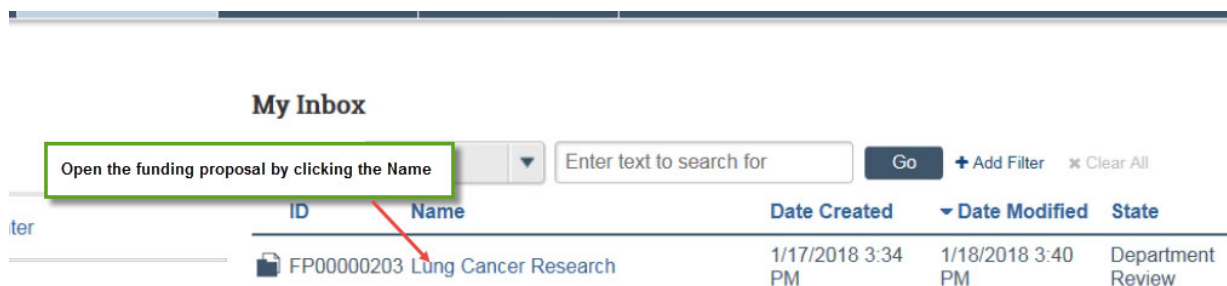 My Inbox
Open the funding proposal by clicking the Name
Enter text to search for Go + Add Filter × Clear All
ter
ID Name Date Created Date Modified State
FP00000203 Lung Cancer Research 1/17/2018 3:34 1/18/2018 3:40 Department
PM PM Review